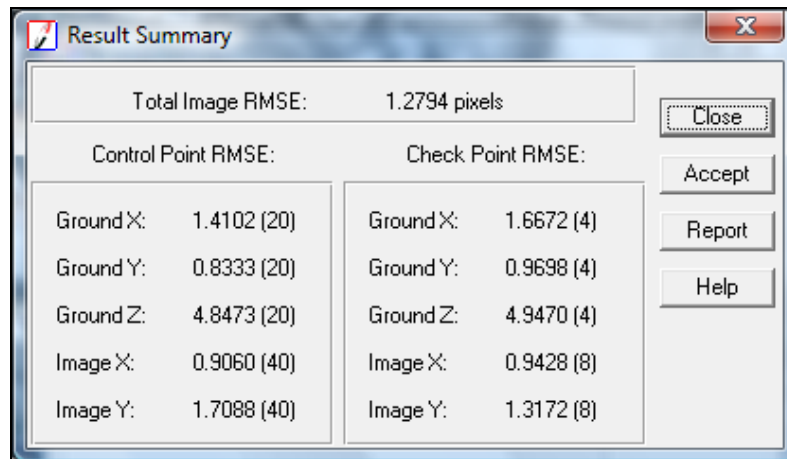 Result Summary
Total Image RMSE: 1.2794 pixels
Close
Control Point RMSE: Check Point RMSE:
Accept
Ground X: 1.4102 (20) Ground X: 1.6672 (4)
Report
Ground Y: 0.8333 (20) Ground Y: 0.9698 (4)
Help
Ground Z: 4.8473 (20) Ground Z: 4.9470 (4)
Image X: 0.9060 (40) Image X: 0.9428 (8)
Image Y: 1.7088 (40) Image Y: 1.3172 (8)